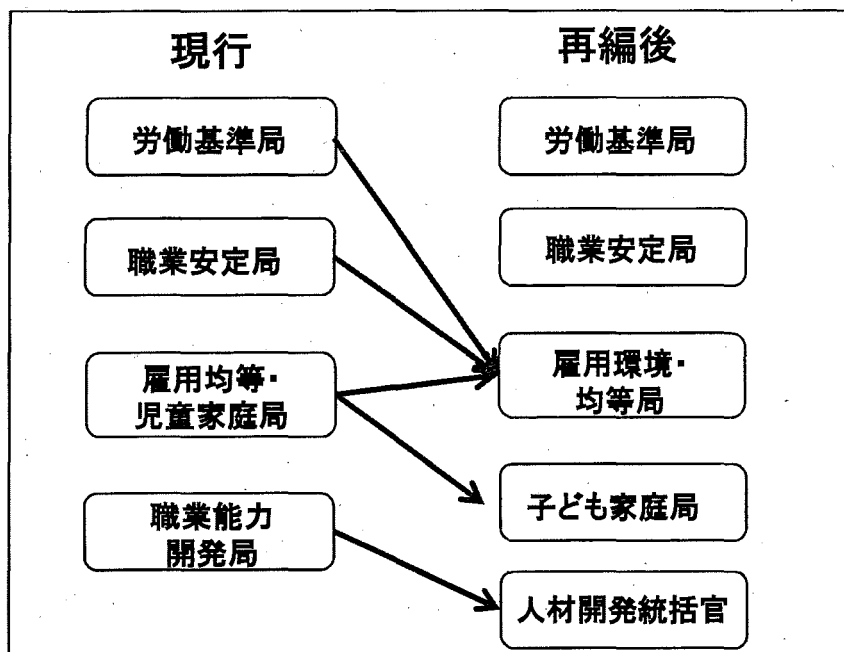 現行
再編後
労働基準局
労働基準局
職業安定局
職業安定局
雇用均等・
児童家庭局
雇用環境・
均等局
職業能力
開発局
子ども家庭局
人材開発統括官